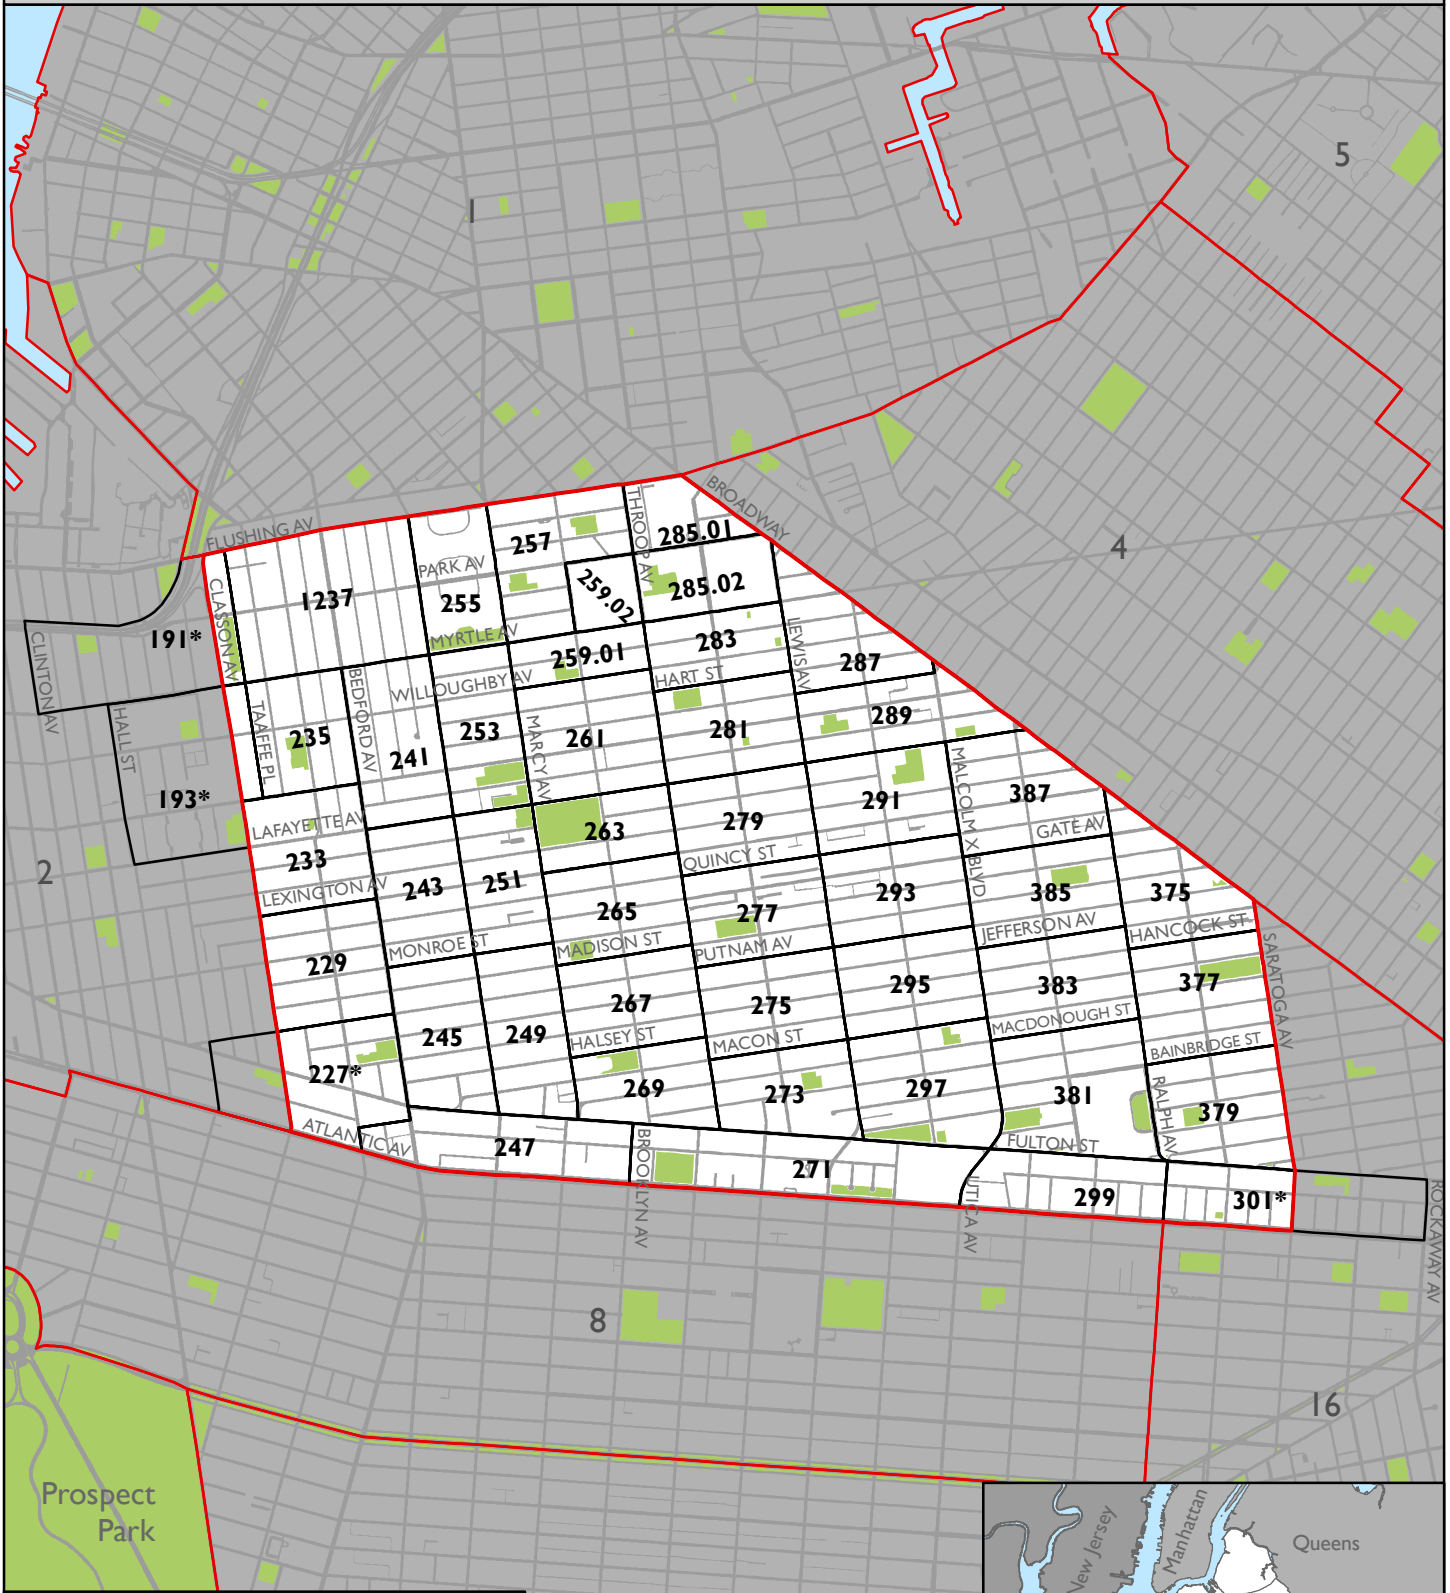 5
1
BROADWAY
FLUSHING AV
THROOP AV
285.01
257
4
PARK AV
CLASSON AV
1237
255
259.02
285.02
191*
CLINTON AV
MYRTLE AV
259.01
283
LEWIS AV
287
WILLOUGHBY AV
HART ST
BEDFORD AV
HALL ST
TAAFFE PL
235
241
253
MARCY AV
261
281
289
MALCOLM X BLVD
193*
LAFAYETTE AV
263
279
291
387
GATE AV
2
233
QUINCY ST
LEXINGTON AV
243
251
265
277
293
385
375
MONROE ST
MADISON ST
PUTNAM AV
JEFFERSON AV
HANCOCK ST
SARATOGA AV
229
267
275
295
383
377
245
249
HALSEY ST
MACON ST
MACDONOUGH ST
BAINBRIDGE ST
227*
269
273
297
381
RALPH AV
379
ATLANTIC AV
247
BROOKLYN AV
271
FULTON ST
UTICA AV
299
301*
ROCKAWAY AV
8
16
Prospect
Park
New Jersey
Manhattan
Queens